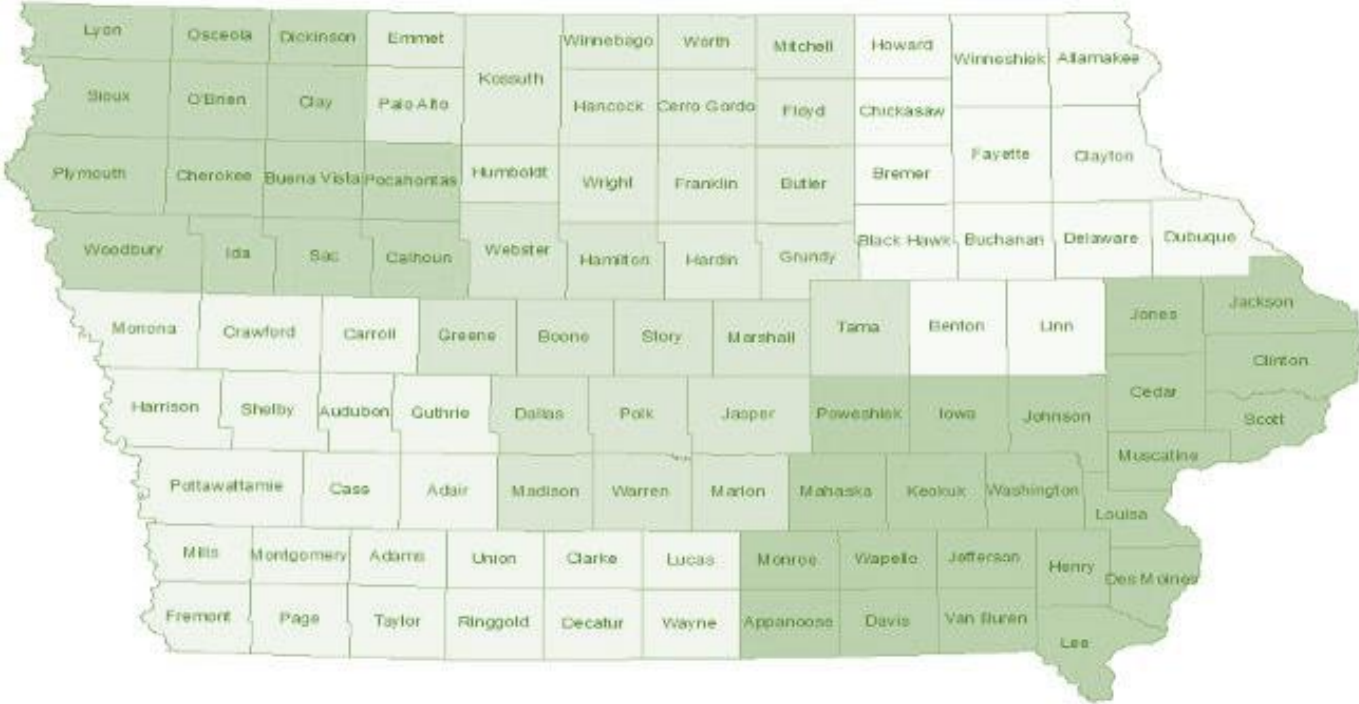 Lyon Osceola Dickinson Emmet Winnebago Worth Mitchell Howard Winneshiek Allamakee
Kossuth
Sioux O'Brien Clay Palo Alto Hancock Cerro Gordo Floyd Chickasaw
Plymouth Cherokee Buena Vista Pocahontas Humboldt Wright Franklin Butler Bremer Fayette Clayton
Woodbury Ida Sac Calhoun Webster Hamilton Hardin Grundy Black Hawk Buchanan Delaware Dubuque
Monona Crawford Carroll Greene Boone Story Marshall Tama Benton Linn Jones Jackson
Clinton
Harrison Shelby Audubon Guthrie Dallas Polk Jasper Poweshiek Iowa Johnson Cedar Scott
Muscatine
Pottawattamie Cass Adair Madison Warren Marion Mahaska Keokuk Washington
Louisa
Mills Montgomery Adams Union Clarke Lucas Monroe Wapello Jefferson Henry Des Moines
Fremont Page Taylor Ringgold Decatur Wayne Appanoose Davis Van Buren
Lee